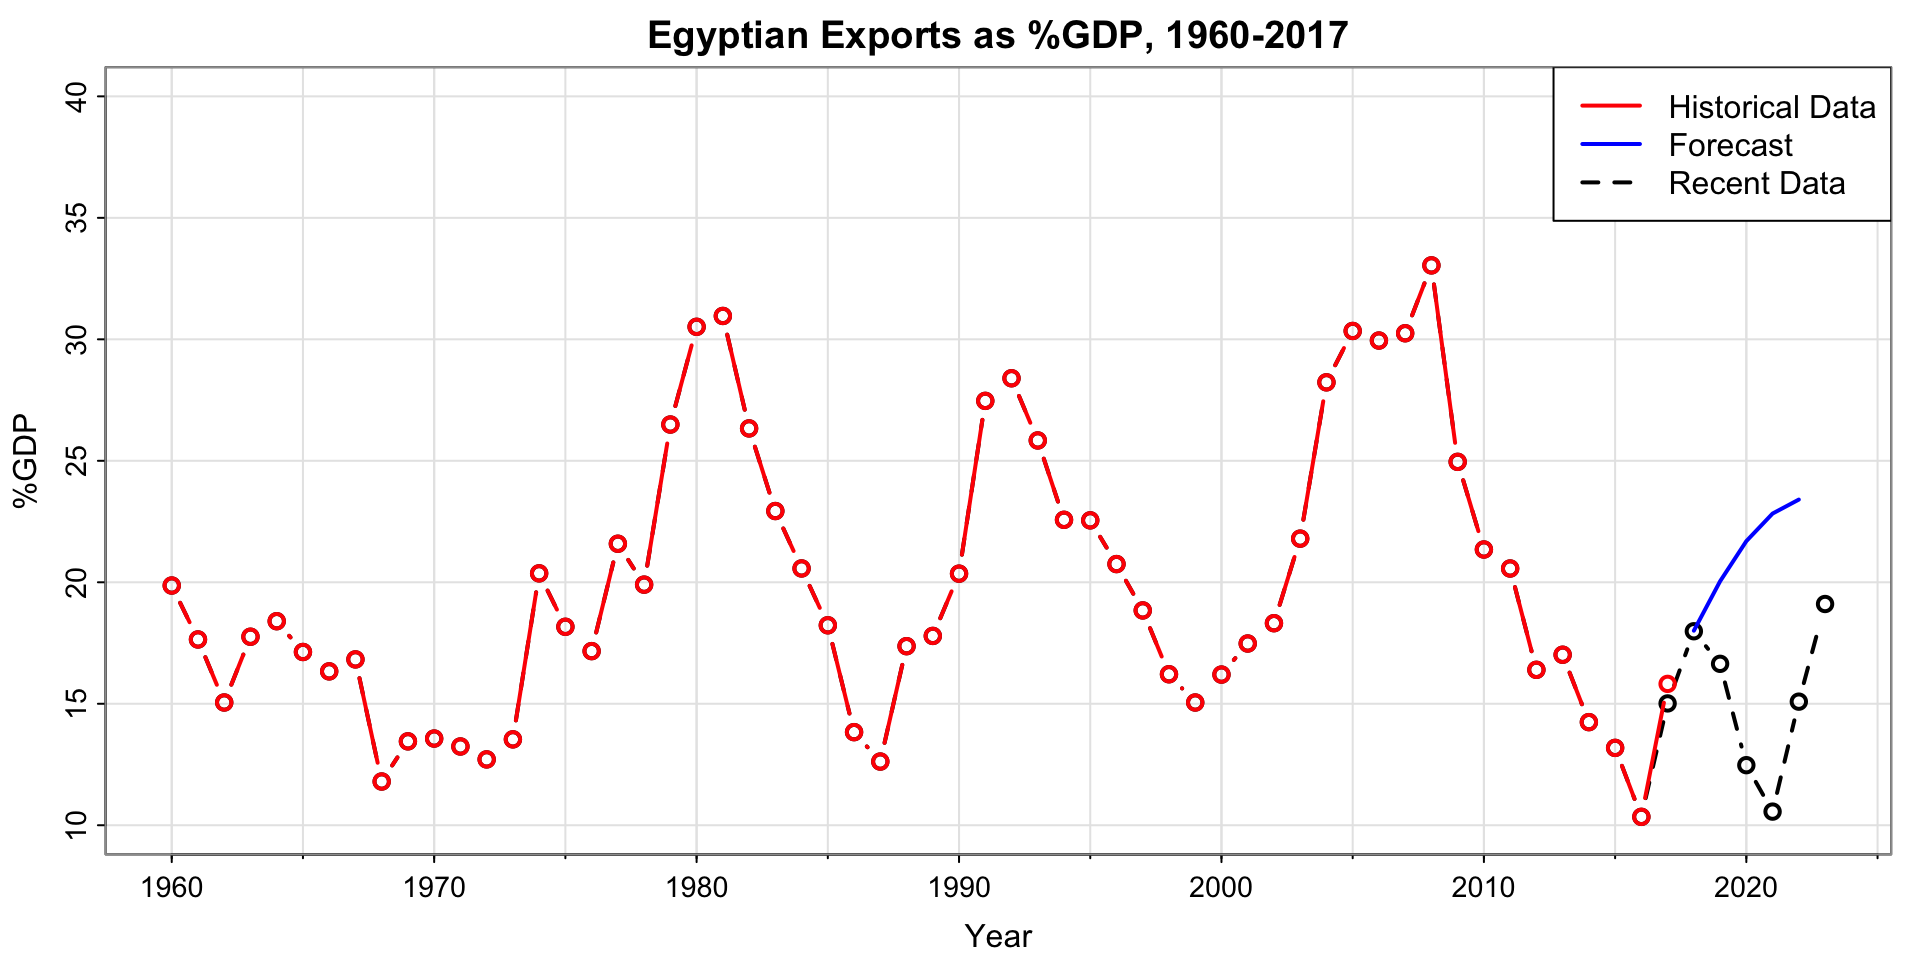 Egyptian Exports as %GDP, 1960-2017
Historical Data
Forecast
Recent Data
%GDP
40
35
30
25
20
15
10
1960 1970 1980 1990 2000 2010 2020
Year